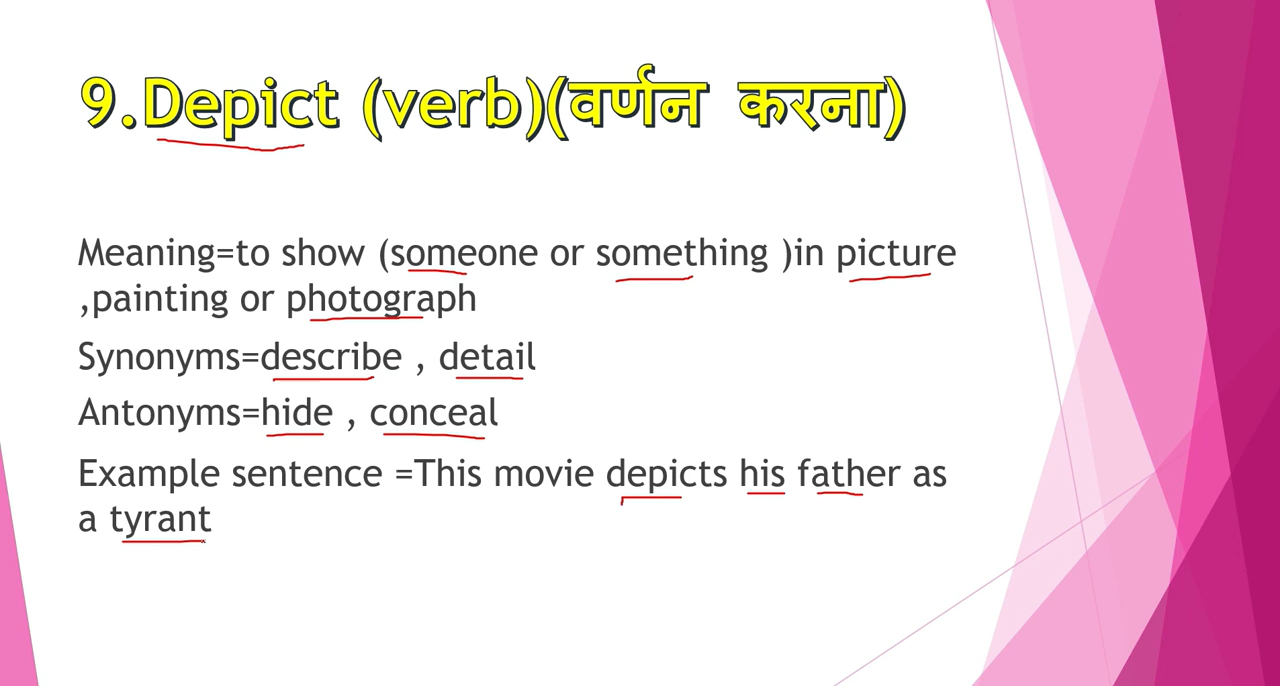 9.Depict (verb)(वर्णन करना)
Meaning=to show (someone or something )in picture
,painting or photograph
Synonyms=describe , detail
Antonyms=hide , conceal
Example sentence =This movie depicts his father as
a tyrant